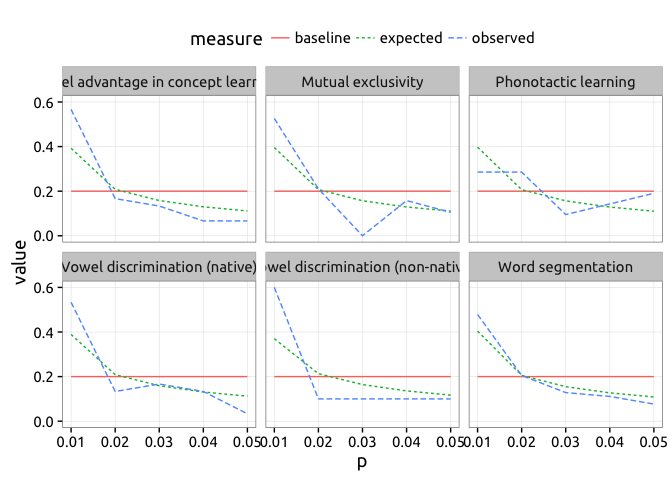 measure baseline expected observed
el advantage in concept learn Mutual exclusivity Phonotactic learning
0.6
0.4
0.2
0.0
Vowel discrimination (native) owel discrimination (non-nativ Word segmentation
0.6
0.4
0.2
0.0
0.01 0.02 0.03 0.04 0.05 0.01 0.02 0.03 0.04 0.05 0.01 0.02 0.03 0.04 0.05
value
p